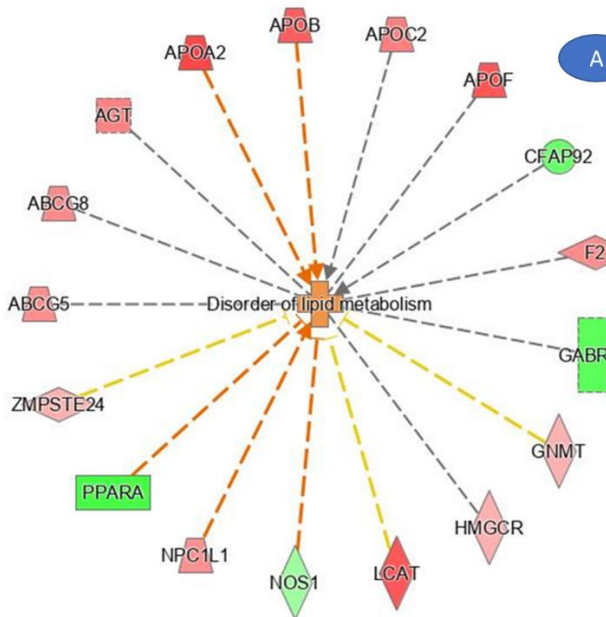 APOB
APOA2
APOC2
APOF
A
AGT
CFAP92
ABCG8
F2
ABCG5
Disorder of lipid metabolism
GABR
ZMPSTE24
GNMT
PPARA
HMGCR
NPC1L1
NOS1
LCAT